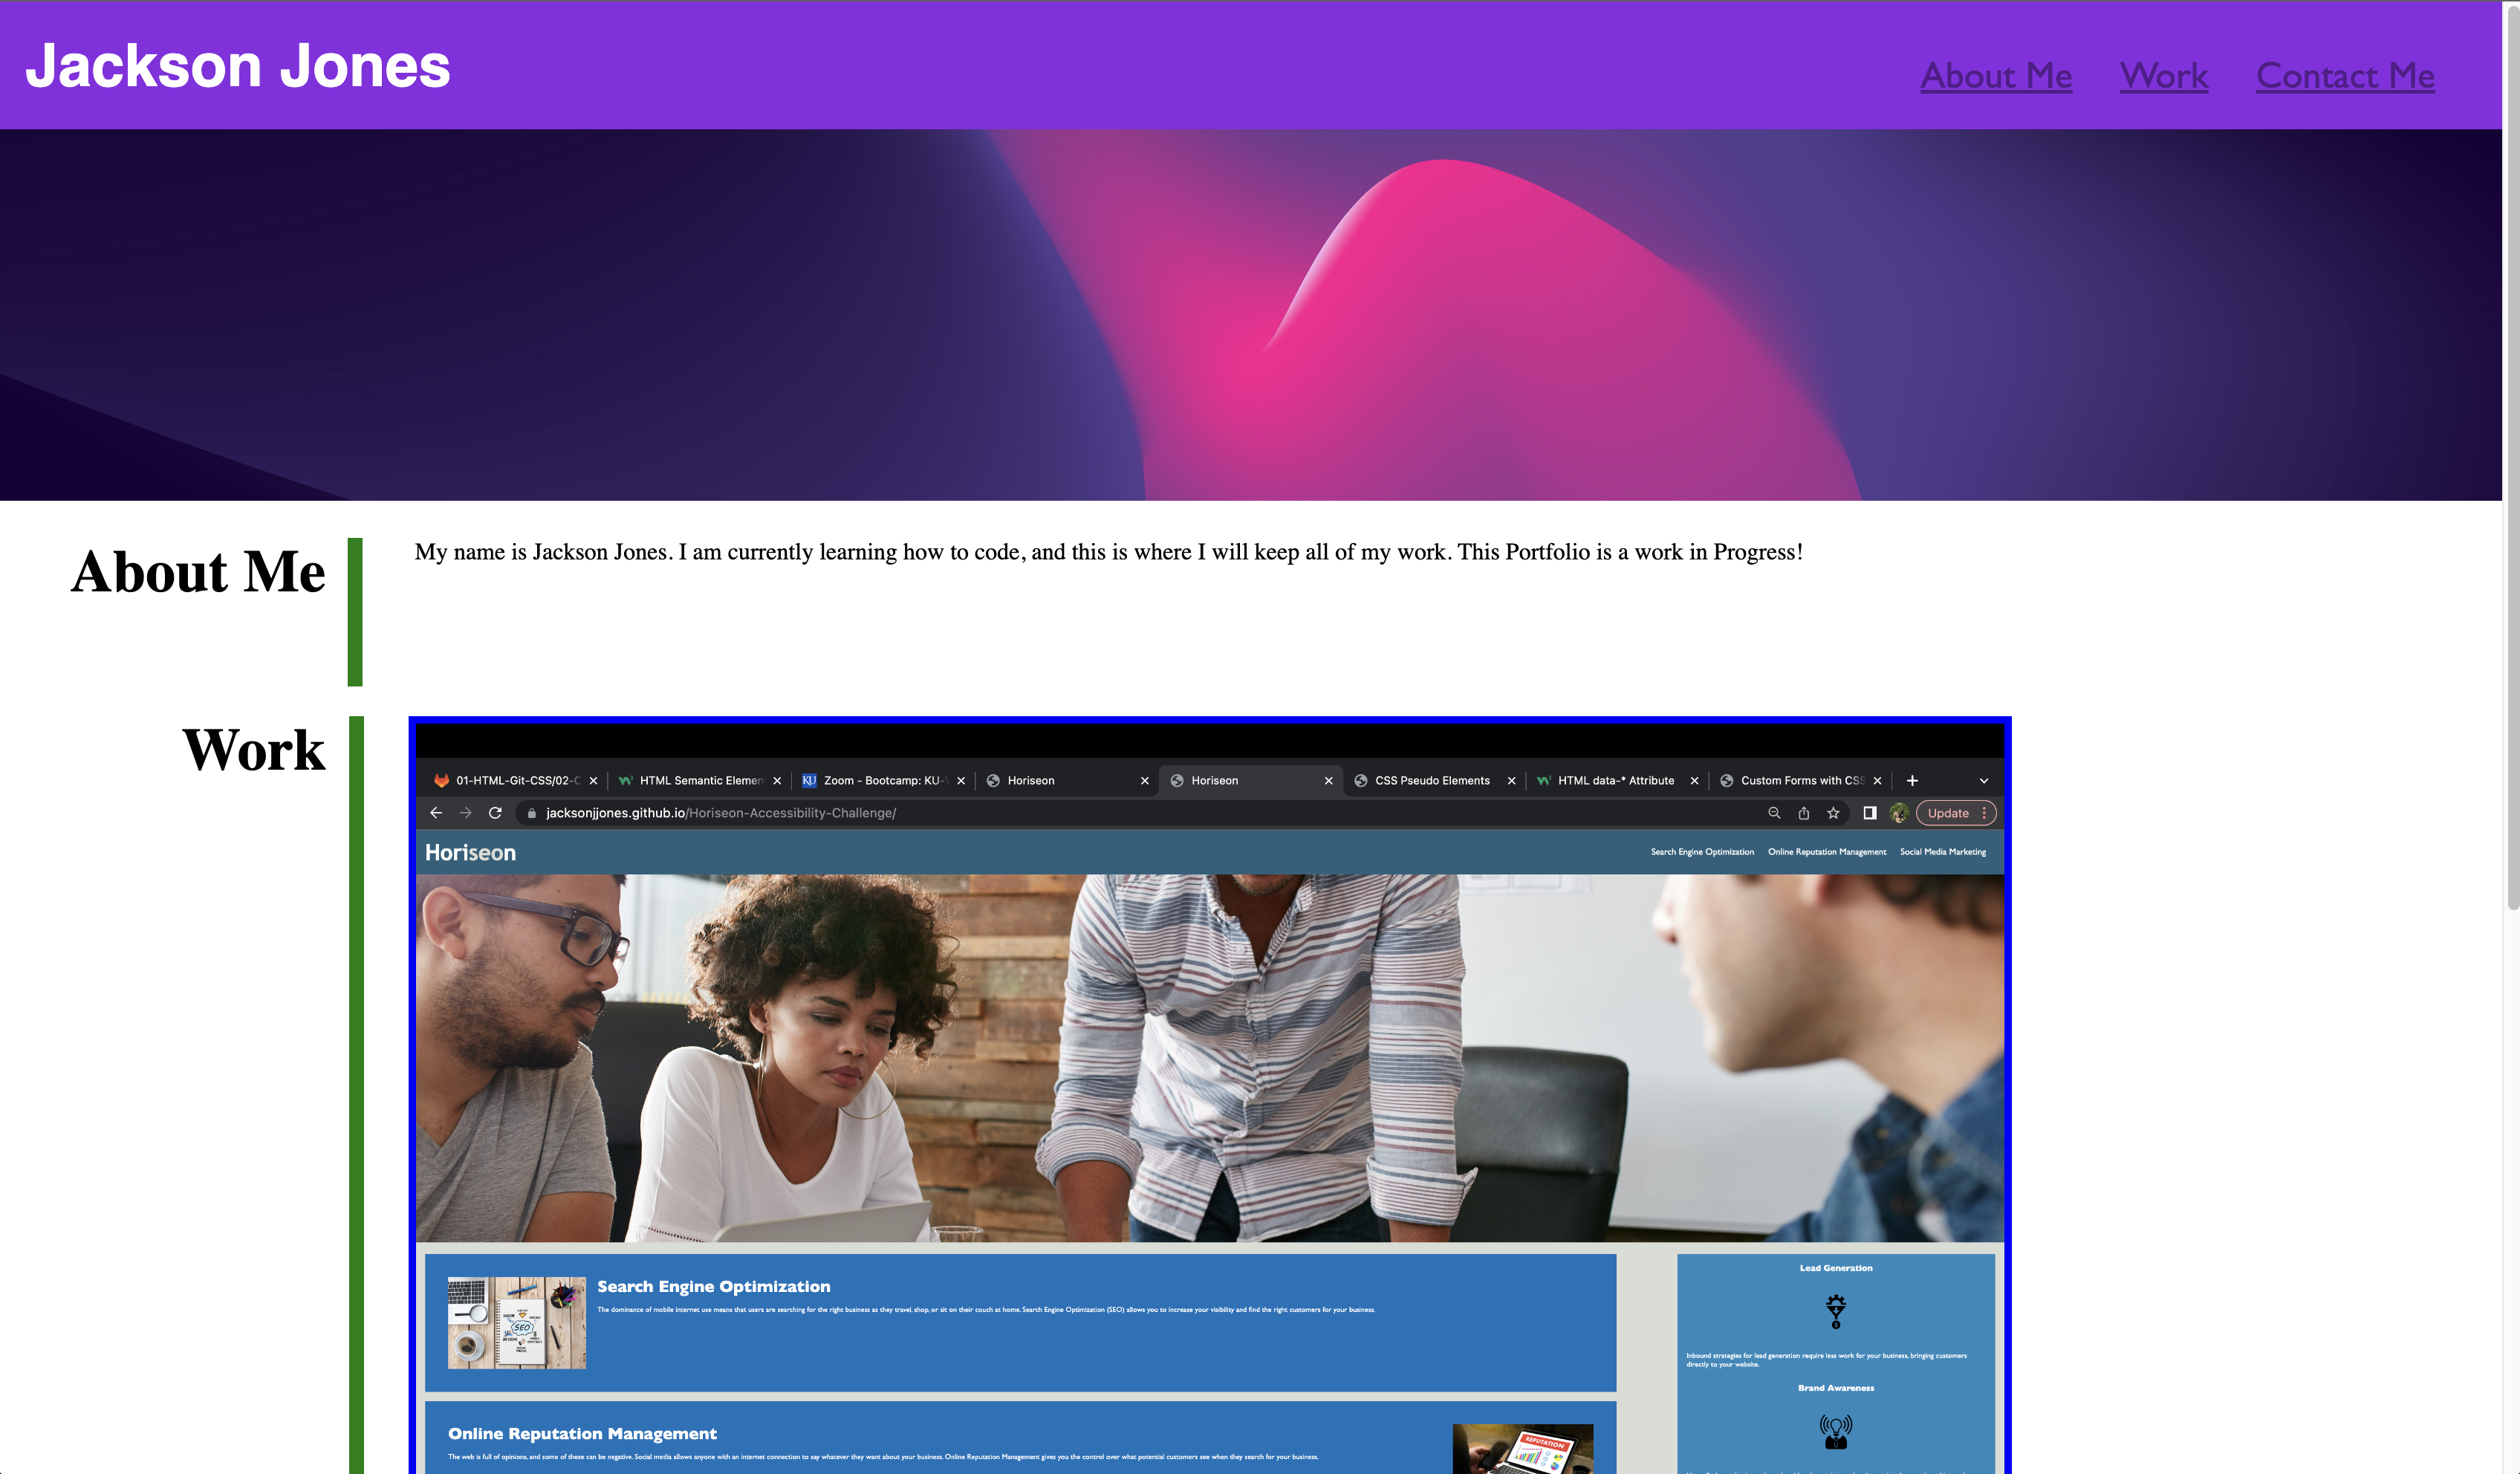 Jackson Jones
About Me Work Contact Me
About Me
My name is Jackson Jones. I am currently learning how to code, and this is where I will keep all of my work. This Portfolio is a work in Progress!
Work
01-HTML-Git-CSS/02-C HTML Semantic Elemen Zoom - Bootcamp: KU- Horiseon Horiseon CSS Pseudo Elements HTML data-* Attribute Custom Forms with CSS
jacksonjjones.github.io/Horiseon-Accessibility-Challenge/ Update
Horiseon
Search Engine Optimization Online Reputation Management Social Media Marketing
Search Engine Optimization
The dominance of mobile internet use means that users are searching for the right business as they travel, shop, or sit on their couch at home. Search Engine Optimization (SEO) allows you to increase your visibility and find the right customers for your business.
SEO
Online Reputation Management
The web is full of opinions, and some of these can be negative. Social media allows anyone with an internet connection to say whatever they want about your business. Online Reputation Management gives you the control over what potential customers see when they search for your business.
REPUTATION
Lead Generation
Inbound strategies for lead generation require less work for your business, bringing customers
directly to your website.
Brand Awareness